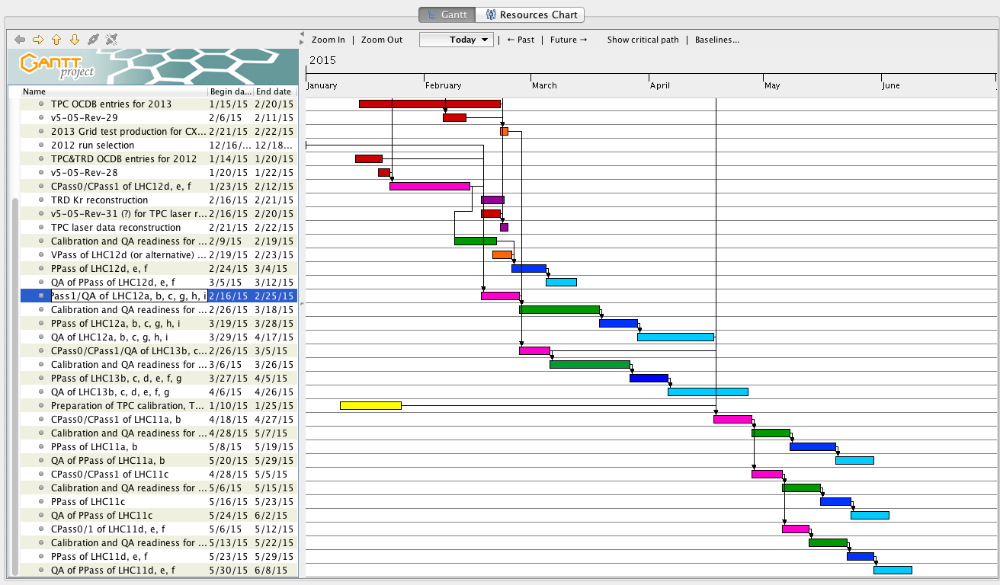 Gantt Resources Chart
Zoom In | Zoom Out Today | ← Past | Future → Show critical path | Baselines...
GANTT project
2015
January February March April May June
Name Begin da... End date
TPC OCDB entries for 2013 1/15/15 2/20/15
v5-05-Rev-29 2/6/15 2/11/15
2013 Grid test production for CX... 2/21/15 2/22/15
2012 run selection 12/16/... 12/18...
TPC&TRD OCDB entries for 2012 1/14/15 1/20/15
v5-05-Rev-28 1/20/15 1/22/15
CPass0/CPass1 of LHC12d, e, f 1/23/15 2/12/15
TRD Kr reconstruction 2/16/15 2/21/15
v5-05-Rev-31 (?) for TPC laser r... 2/16/15 2/20/15
TPC laser data reconstruction 2/21/15 2/22/15
Calibration and QA readiness for ... 2/9/15 2/19/15
VPass of LHC12d (or alternative) ... 2/19/15 2/23/15
PPass of LHC12d, e, f 2/24/15 3/4/15
QA of PPass of LHC12d, e, f 3/5/15 3/12/15
Pass1/QA of LHC12a, b, c, g, h, i 2/16/15 2/25/15
Calibration and QA readiness for ... 2/26/15 3/18/15
PPass of LHC12a, b, c, g, h, i 3/19/15 3/28/15
QA of LHC12a, b, c, g, h, i 3/29/15 4/17/15
CPass0/CPass1/QA of LHC13b, c... 2/26/15 3/5/15
Calibration and QA readiness for ... 3/6/15 3/26/15
PPass of LHC13b, c, d, e, f, g 3/27/15 4/5/15
QA of LHC13b, c, d, e, f, g 4/6/15 4/26/15
Preparation of TPC calibration, T... 1/10/15 1/25/15
CPass0/CPass1 of LHC11a, b 4/18/15 4/27/15
Calibration and QA readiness for ... 4/28/15 5/7/15
PPass of LHC11a, b 5/8/15 5/19/15
QA of PPass of LHC11a, b 5/20/15 5/29/15
CPass0/CPass1 of LHC11c 4/28/15 5/5/15
Calibration and QA readiness for ... 5/6/15 5/15/15
PPass of LHC11c 5/16/15 5/23/15
QA of PPass of LHC11c 5/24/15 6/2/15
CPass0/1 of LHC11d, e, f 5/6/15 5/12/15
Calibration and QA readiness for ... 5/13/15 5/22/15
PPass of LHC11d, e, f 5/23/15 5/29/15
QA of PPass of LHC11d, e, f 5/30/15 6/8/15